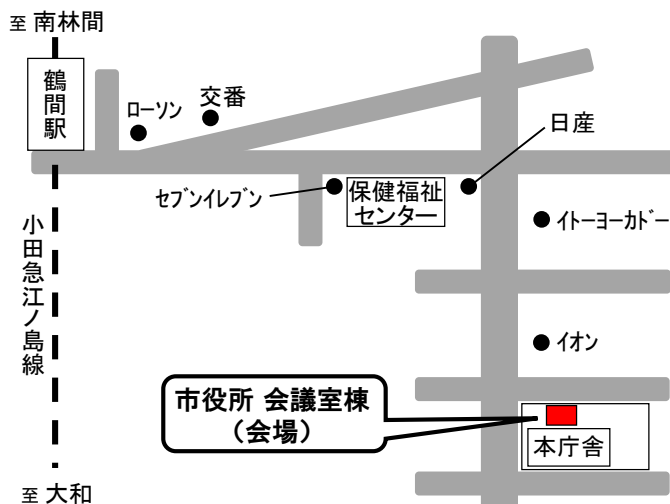 至 南林間
鶴間駅
ローソン
交番
日産
セブンイレブン
保健福祉
センター
イトーヨーカドー
小田急江ノ島線
イオン
市役所 会議室棟
（会場）
本庁舎
至 大和